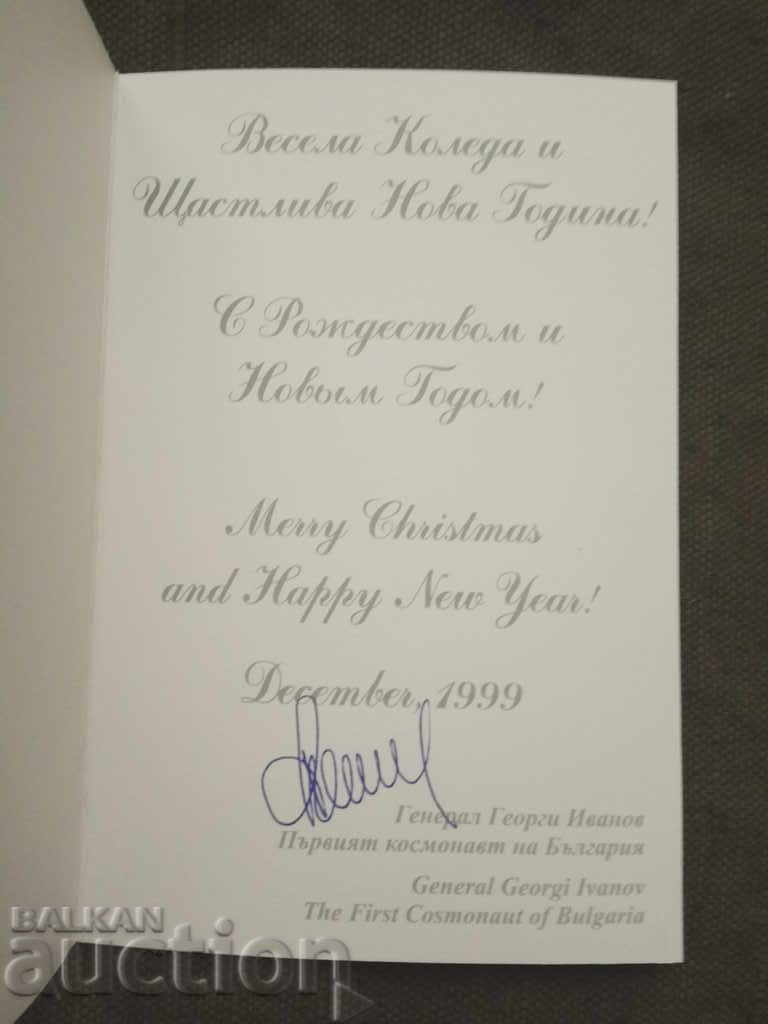 Весела Коледа и
Щастлива Нова Година!
С Рождеством и
Новым Годом!
Merry Christmas
and Happy New Year!
December, 1999
Генерал Георги Иванов
Първият космонавт на България
General Georgi Ivanov
The First Cosmonaut of Bulgaria
BALKAN
auction